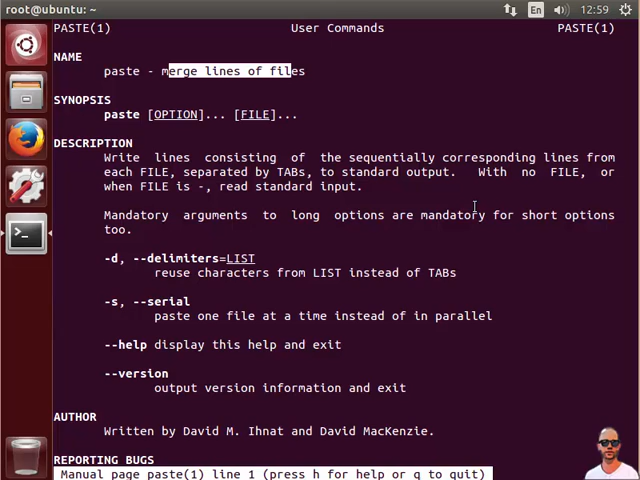 root@ubuntu: ~
En
12:59
PASTE(1) User Commands PASTE(1)
NAME
paste - merge lines of files
SYNOPSIS
paste [OPTION]... [FILE]...
DESCRIPTION
Write lines consisting of the sequentially corresponding lines from
each FILE, separated by TABs, to standard output. With no FILE, or
when FILE is -, read standard input.
Mandatory arguments to long options are mandatory for short options
too.
-d, --delimiters=LIST
reuse characters from LIST instead of TABs
-s, --serial
paste one file at a time instead of in parallel
--help display this help and exit
--version
output version information and exit
AUTHOR
Written by David M. Ihnat and David MacKenzie.
REPORTING BUGS
Manual page paste(1) line 1 (press h for help or q to quit)